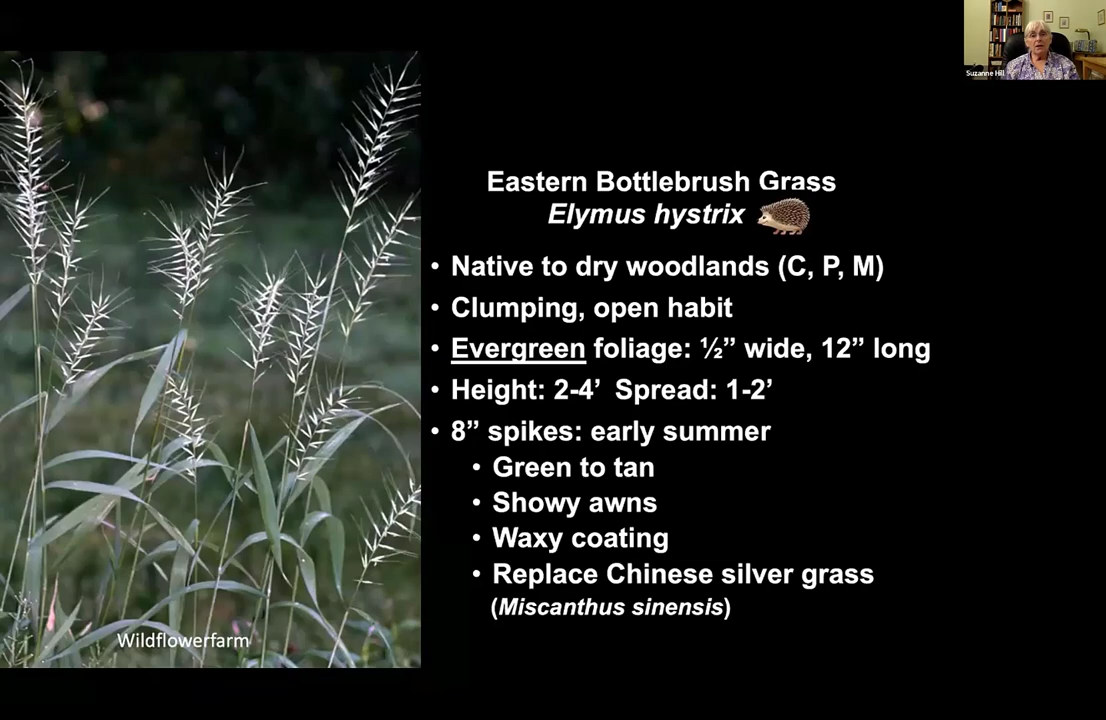 Suzanne Hill
Eastern Bottlebrush Grass
Elymus hystrix
• Native to dry woodlands (C, P, M)
• Clumping, open habit
• Evergreen foliage: ½” wide, 12” long
• Height: 2-4’ Spread: 1-2’
• 8” spikes: early summer
• Green to tan
• Showy awns
• Waxy coating
• Replace Chinese silver grass
(Miscanthus sinensis)
Wildflowerfarm